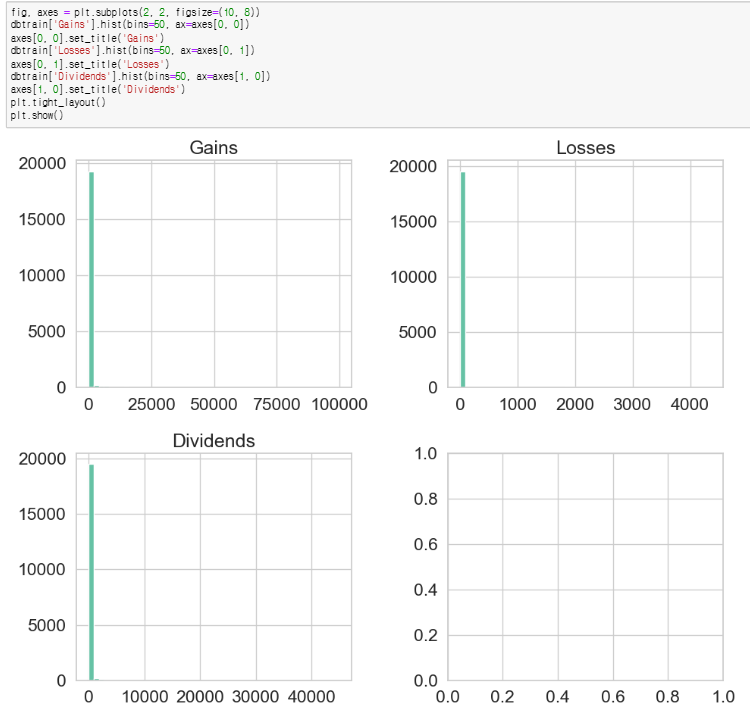 fig, axes = plt.subplots(2, 2, figsize=(10, 8))
dbtrain['Gains'].hist(bins=50, ax=axes[0, 0])
axes[0, 0].set_title('Gains')
dbtrain['Losses'].hist(bins=50, ax=axes[0, 1])
axes[0, 1].set_title('Losses')
dbtrain['Dividends'].hist(bins=50, ax=axes[1, 0])
axes[1, 0].set_title('Dividends')
plt.tight_layout()
plt.show()
Gains
20000
15000
10000
5000
0
0 25000 50000 75000 100000
Losses
20000
15000
10000
5000
0
0 1000 2000 3000 4000
Dividends
20000
15000
10000
5000
0
0 10000 20000 30000 40000
1.0
0.8
0.6
0.4
0.2
0.0
0.0 0.2 0.4 0.6 0.8 1.0